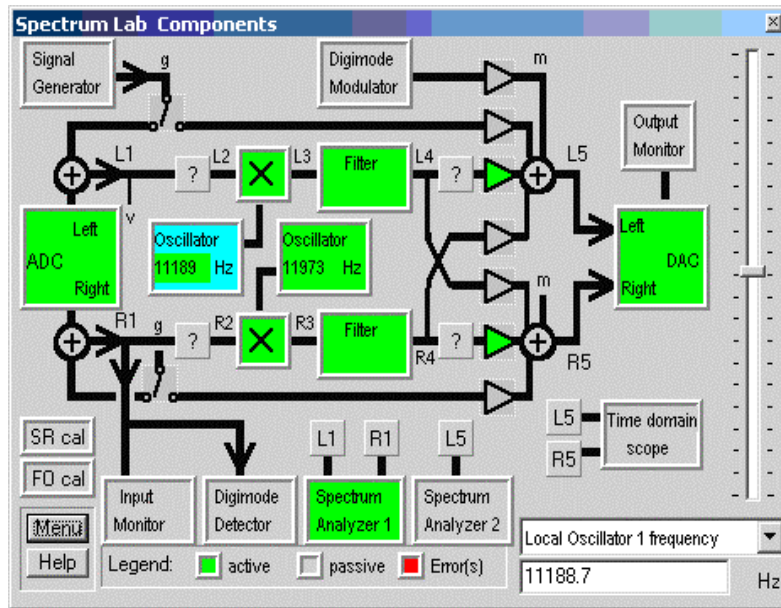 Spectrum Lab Components
Signal
Generator
g
Digimode
Modulator
m
Output
Monitor
L1
?
L2
L3
Filter
L4
?
L5
v
ADC
Left
Right
Oscillator
11189 Hz
Oscillator
11973 Hz
Left
DAC
Right
R1
g
?
R2
R3
Filter
R4
?
m
R5
SR cal
FO cal
Menu
Help
Input
Monitor
Digimode
Detector
L1
R1
Spectrum
Analyzer 1
L5
Spectrum
Analyzer 2
L5
R5
Time domain
scope
Legend: active passive Error(s)
Local Oscillator 1 frequency
11188.7 Hz